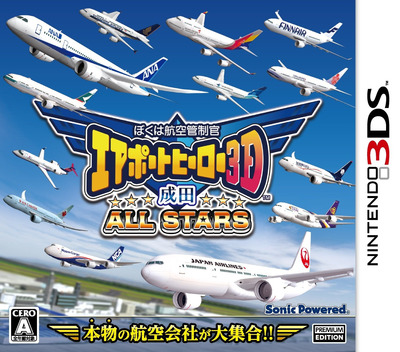 FINNAIR
ANA
ぼくは航空管制官
エアポートヒーロー3D
成田
ALL STARS
JAPAN AIRLINES
Sonic Powered
CERO
A
本物の航空会社が大集合!!
PREMIUM
EDITION
NINTENDO 3DS